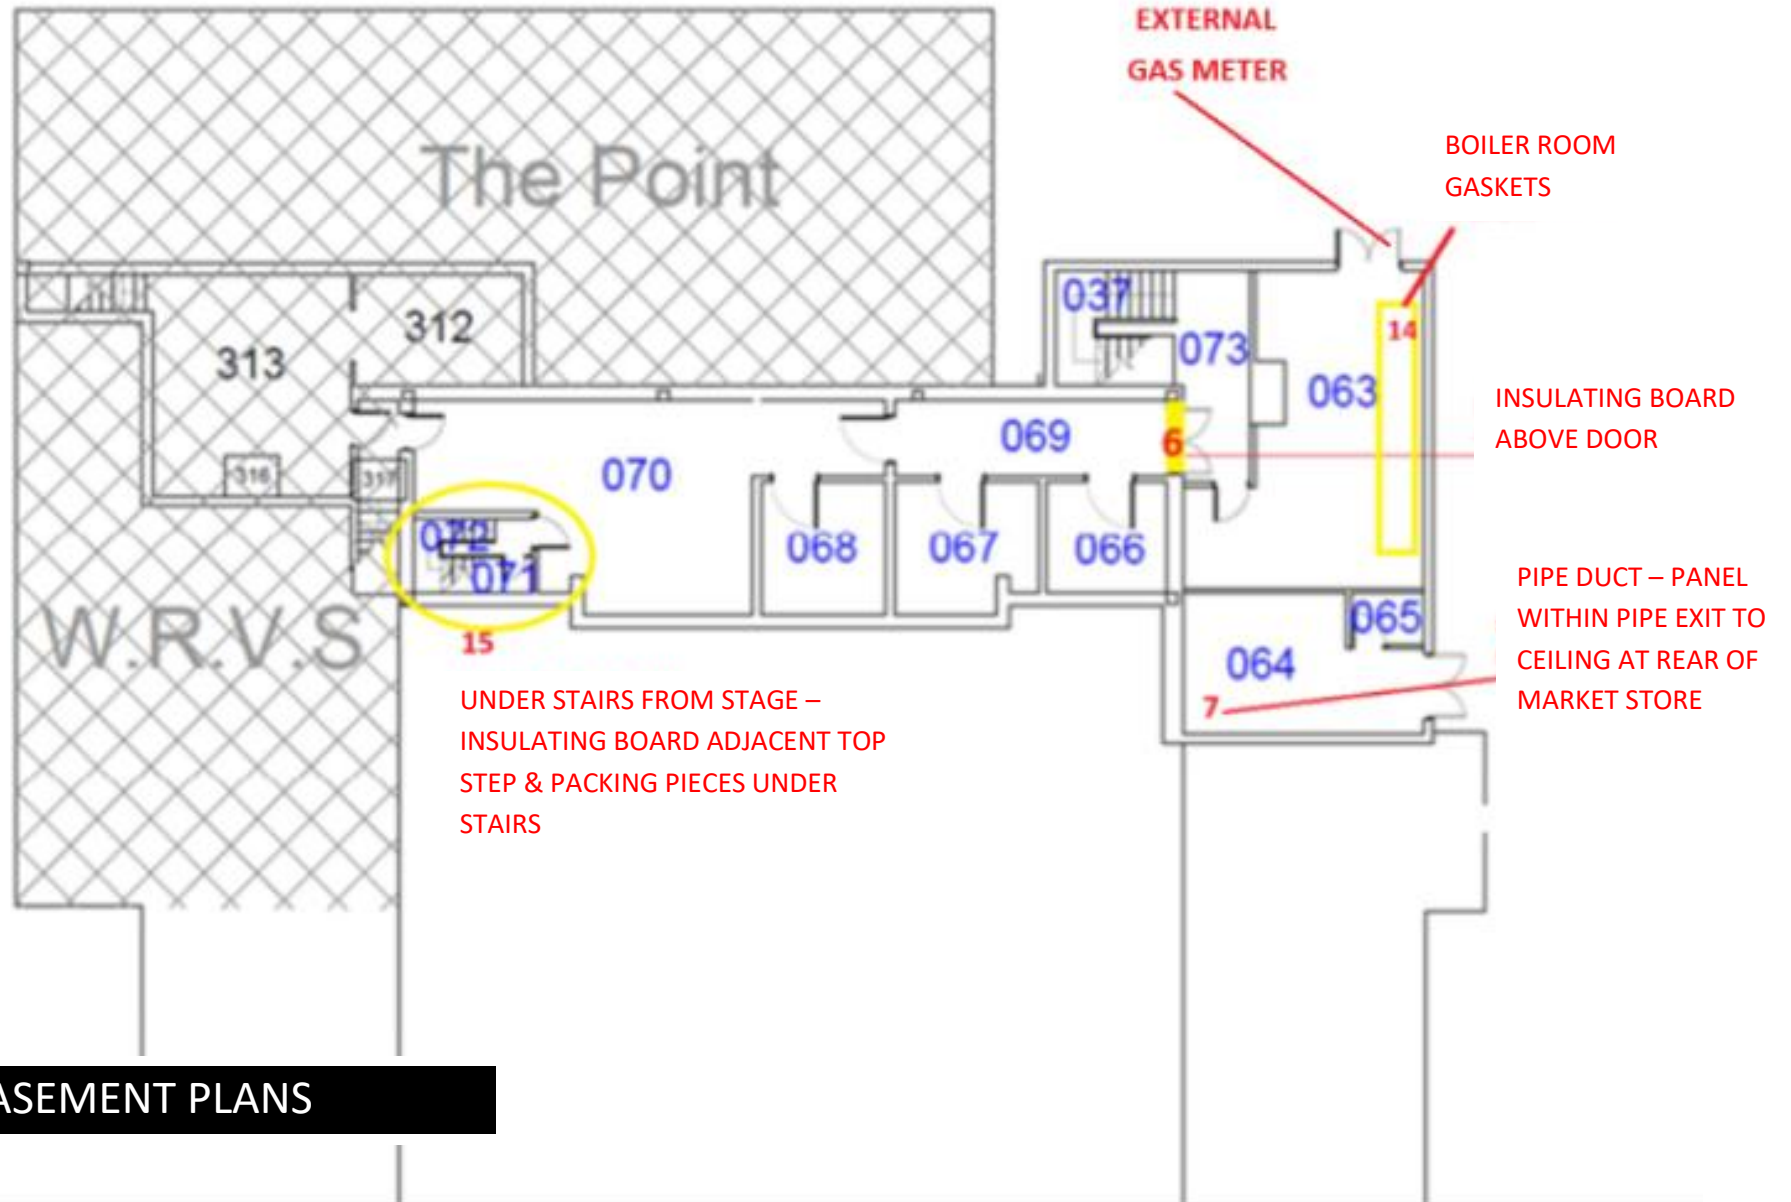 EXTERNAL
GAS METER
BOILER ROOM
GASKETS
The Point
037
073
14
063
312
313
INSULATING BOARD
ABOVE DOOR
069
6
070
316
317
072
071
068
067
066
PIPE DUCT – PANEL
WITHIN PIPE EXIT TO
CEILING AT REAR OF
MARKET STORE
065
064
7
W.R.V.S
15
UNDER STAIRS FROM STAGE –
INSULATING BOARD ADJACENT TOP
STEP & PACKING PIECES UNDER
STAIRS
ASEMENT PLANS